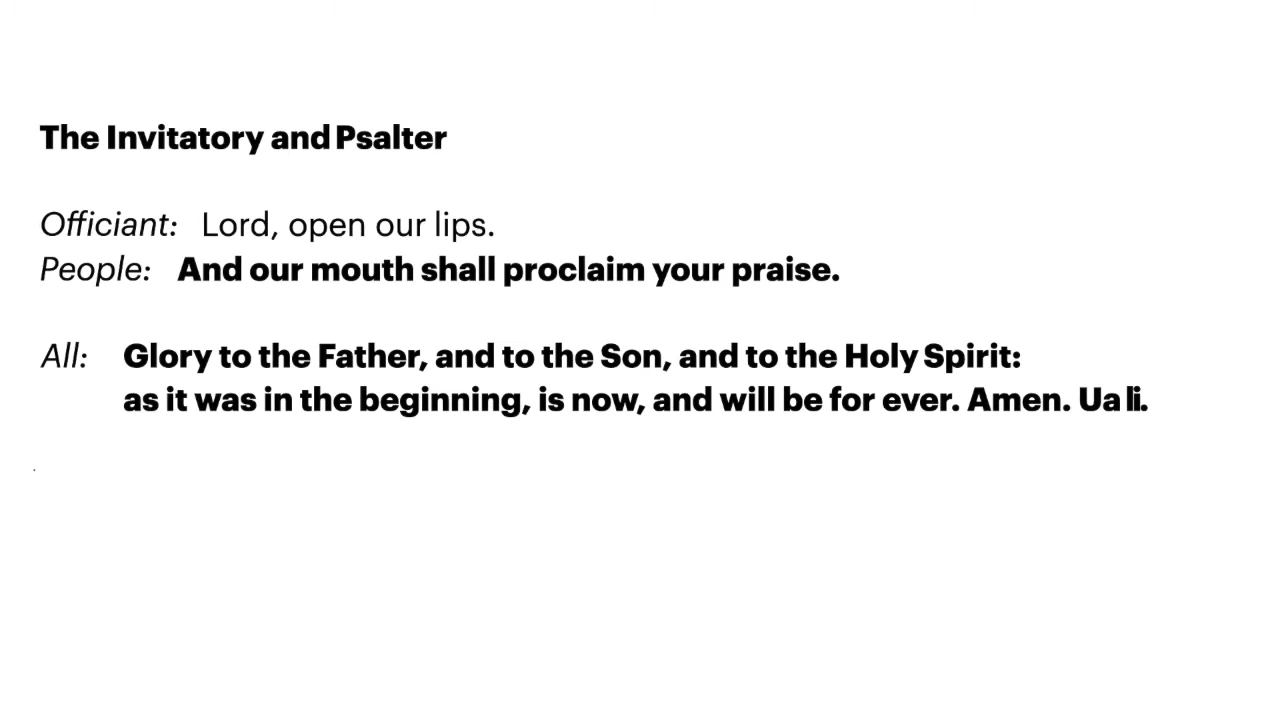 The Invitatory and Psalter
Officiant: Lord, open our lips.
People: And our mouth shall proclaim your praise.
All: Glory to the Father, and to the Son, and to the Holy Spirit:
as it was in the beginning, is now, and will be for ever. Amen. Ua li.
.